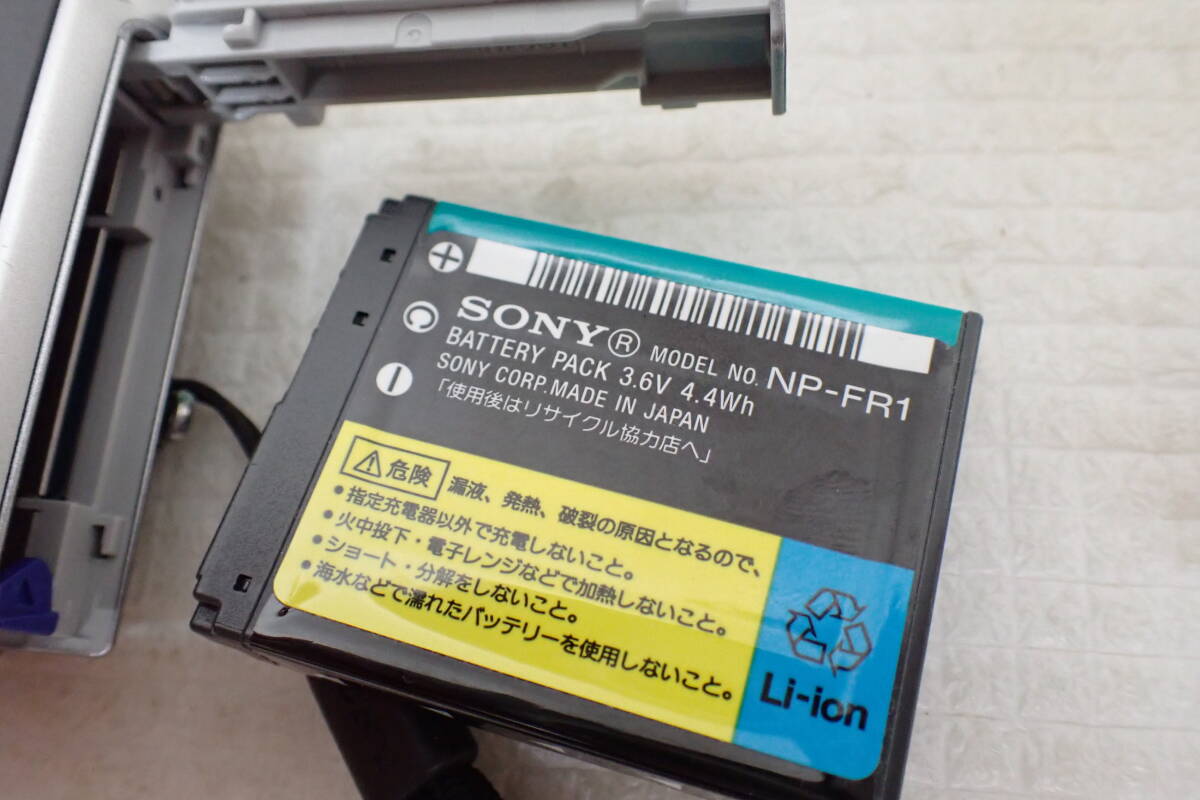 SONY® MODEL NO. NP-FR1
BATTERY PACK 3.6V 4.4Wh
SONY CORP. MADE IN JAPAN
「使用後はリサイクル協力店へ」
危険 漏液、発熱、破裂の原因となるので、
•指定充電器以外で充電しないこと。
•火中投下・電子レンジなどで加熱しないこと。
•ショート・分解をしないこと。
•海水などで濡れたバッテリーを使用しないこと。
Li-ion